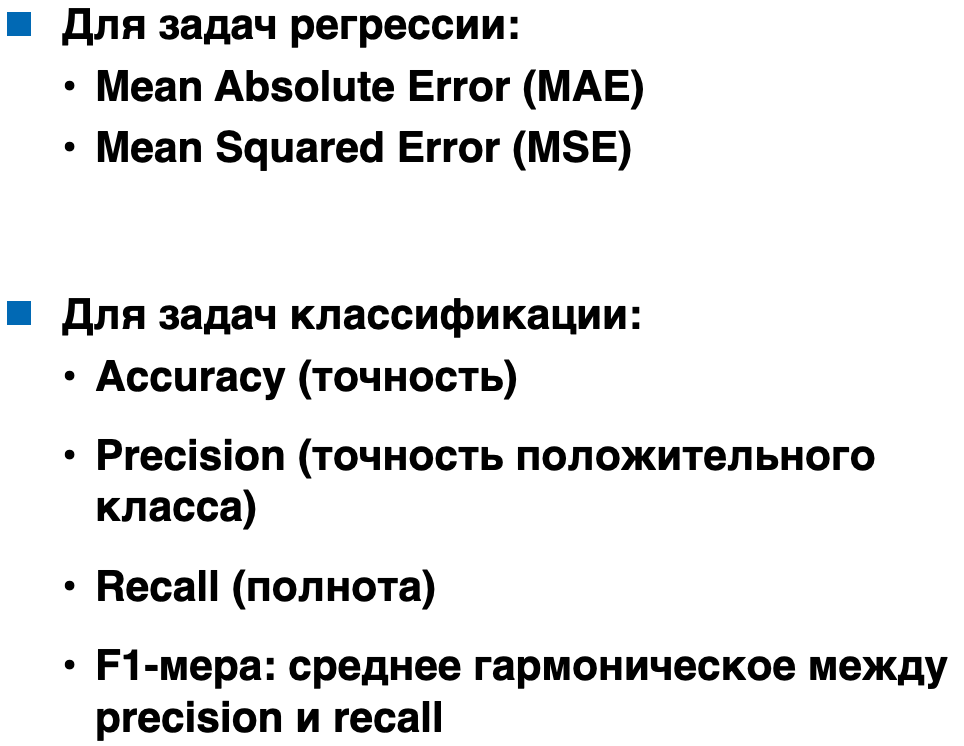 Для задач регрессии:
• Mean Absolute Error (MAE)
• Mean Squared Error (MSE)
Для задач классификации:
• Accuracy (точность)
• Precision (точность положительного
класса)
• Recall (полнота)
• F1-мера: среднее гармоническое между
precision и recall